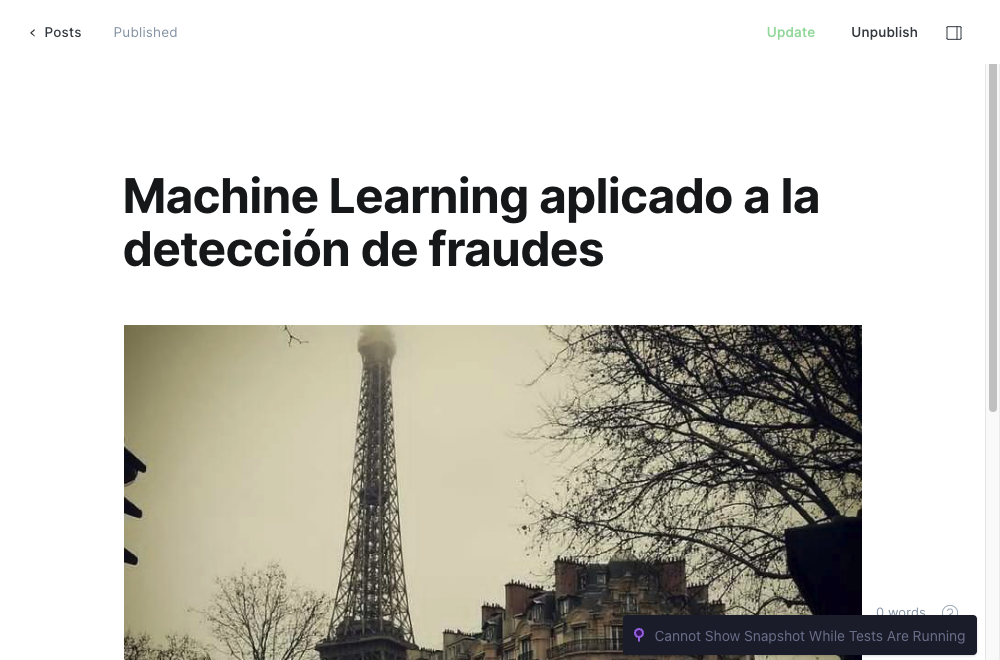 Posts Published Update Unpublish
Machine Learning aplicado a la
detección de fraudes
0 words ?
Cannot Show Snapshot While Tests Are Running